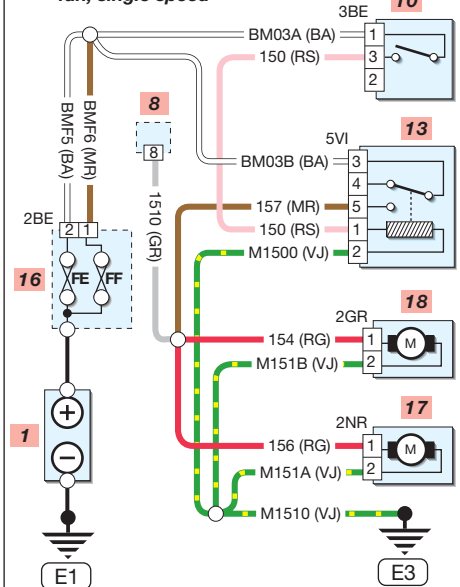 fan, single speed
10
3BE
BM03A (BA) 1
150 (RS) 3
2
BMF5 (BA)
BMF6 (MR)
8
8
1510 (GR)
13
5VI
BM03B (BA) 3
4
157 (MR) 5
150 (RS) 1
M1500 (VJ) 2
2BE
2 1
16
FE FF
18
2GR
154 (RG) 1
M
M151B (VJ) 2
1
+
−
17
2NR
156 (RG) 1
M
M151A (VJ) 2
M1510 (VJ)
E1
E3